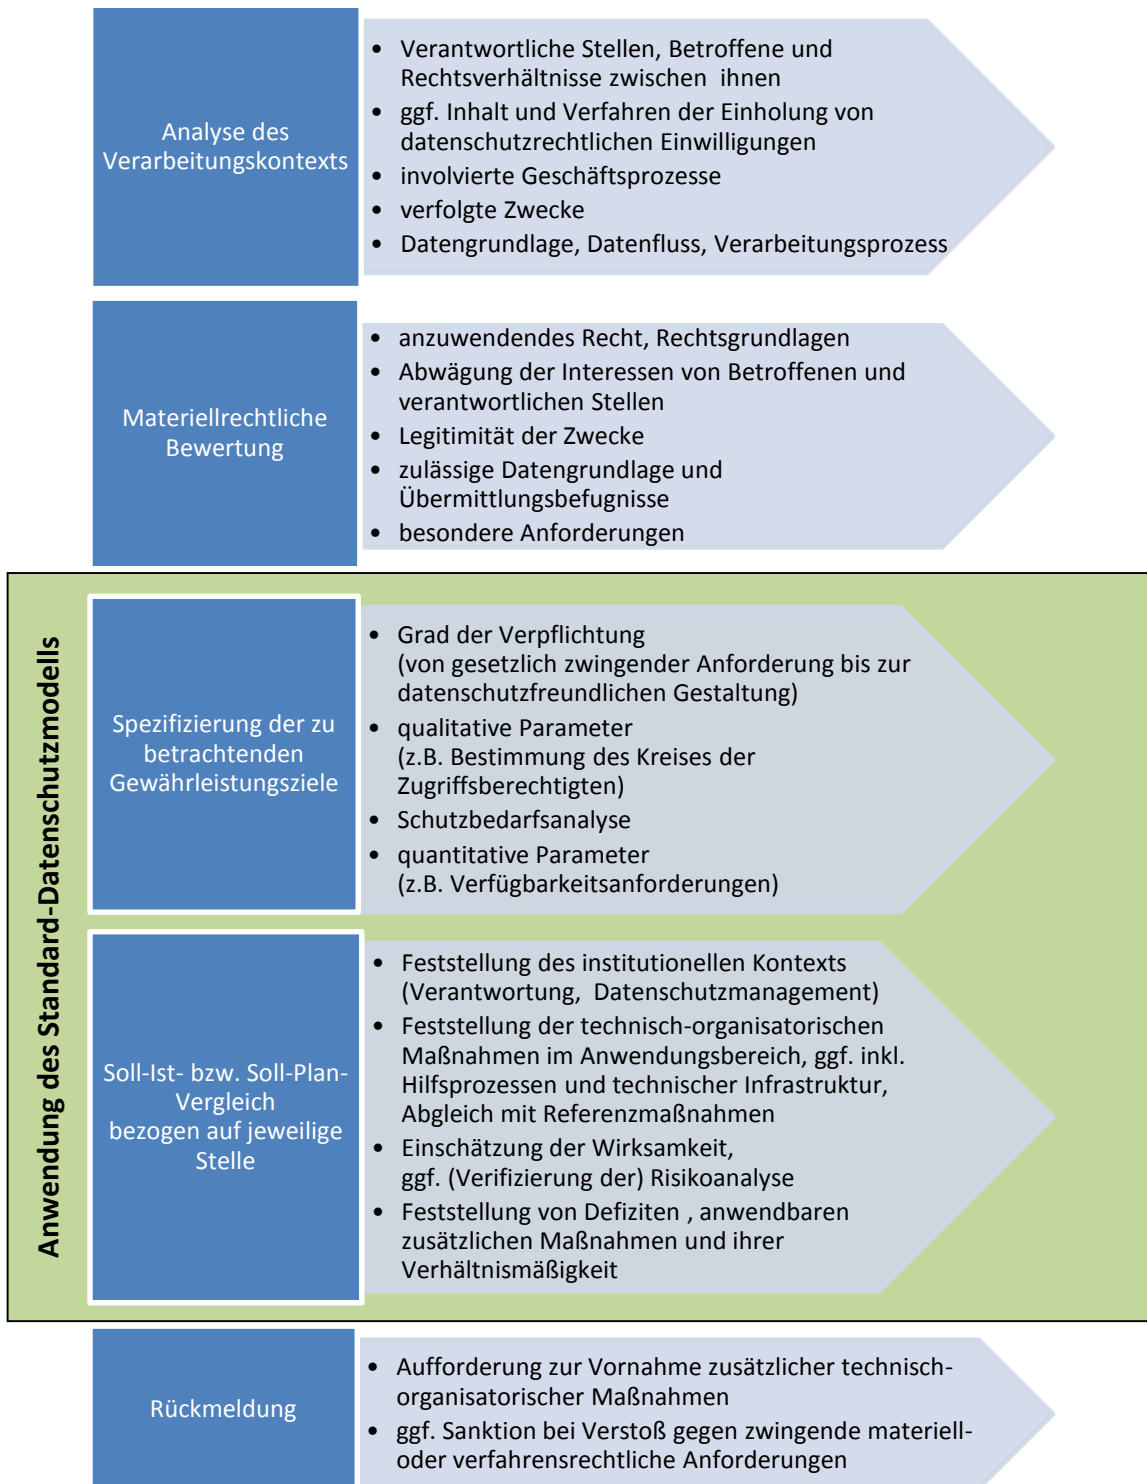 Analyse des
Verarbeitungskontexts
• Verantwortliche Stellen, Betroffene und
Rechtsverhältnisse zwischen ihnen
• ggf. Inhalt und Verfahren der Einholung von
datenschutzrechtlichen Einwilligungen
• involvierte Geschäftsprozesse
• verfolgte Zwecke
• Datengrundlage, Datenfluss, Verarbeitungsprozess
Materiellrechtliche
Bewertung
• anzuwendendes Recht, Rechtsgrundlagen
• Abwägung der Interessen von Betroffenen und
verantwortlichen Stellen
• Legitimität der Zwecke
• zulässige Datengrundlage und
Übermittlungsbefugnisse
• besondere Anforderungen
Anwendung des Standard-Datenschutzmodells
Spezifizierung der zu
betrachtenden
Gewährleistungsziele
• Grad der Verpflichtung
(von gesetzlich zwingender Anforderung bis zur
datenschutzfreundlichen Gestaltung)
• qualitative Parameter
(z.B. Bestimmung des Kreises der
Zugriffsberechtigten)
• Schutzbedarfsanalyse
• quantitative Parameter
(z.B. Verfügbarkeitsanforderungen)
Soll-Ist- bzw. Soll-Plan-
Vergleich
bezogen auf jeweilige
Stelle
• Feststellung des institutionellen Kontexts
(Verantwortung, Datenschutzmanagement)
• Feststellung der technisch-organisatorischen
Maßnahmen im Anwendungsbereich, ggf. inkl.
Hilfsprozessen und technischer Infrastruktur,
Abgleich mit Referenzmaßnahmen
• Einschätzung der Wirksamkeit,
ggf. (Verifizierung der) Risikoanalyse
• Feststellung von Defiziten , anwendbaren
zusätzlichen Maßnahmen und ihrer
Verhältnismäßigkeit
Rückmeldung
• Aufforderung zur Vornahme zusätzlicher technisch-
organisatorischer Maßnahmen
• ggf. Sanktion bei Verstoß gegen zwingende materiell-
oder verfahrensrechtliche Anforderungen